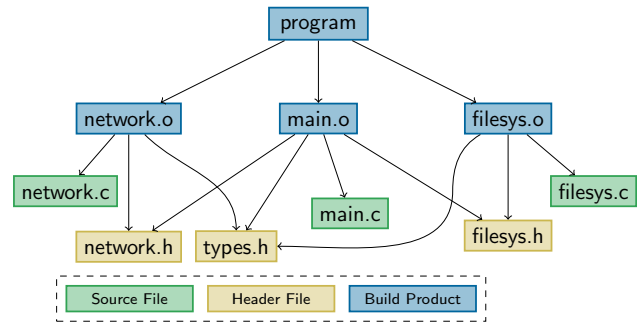 program
network.o
main.o
filesys.o
network.c
main.c
filesys.c
network.h
types.h
filesys.h
Source File
Header File
Build Product